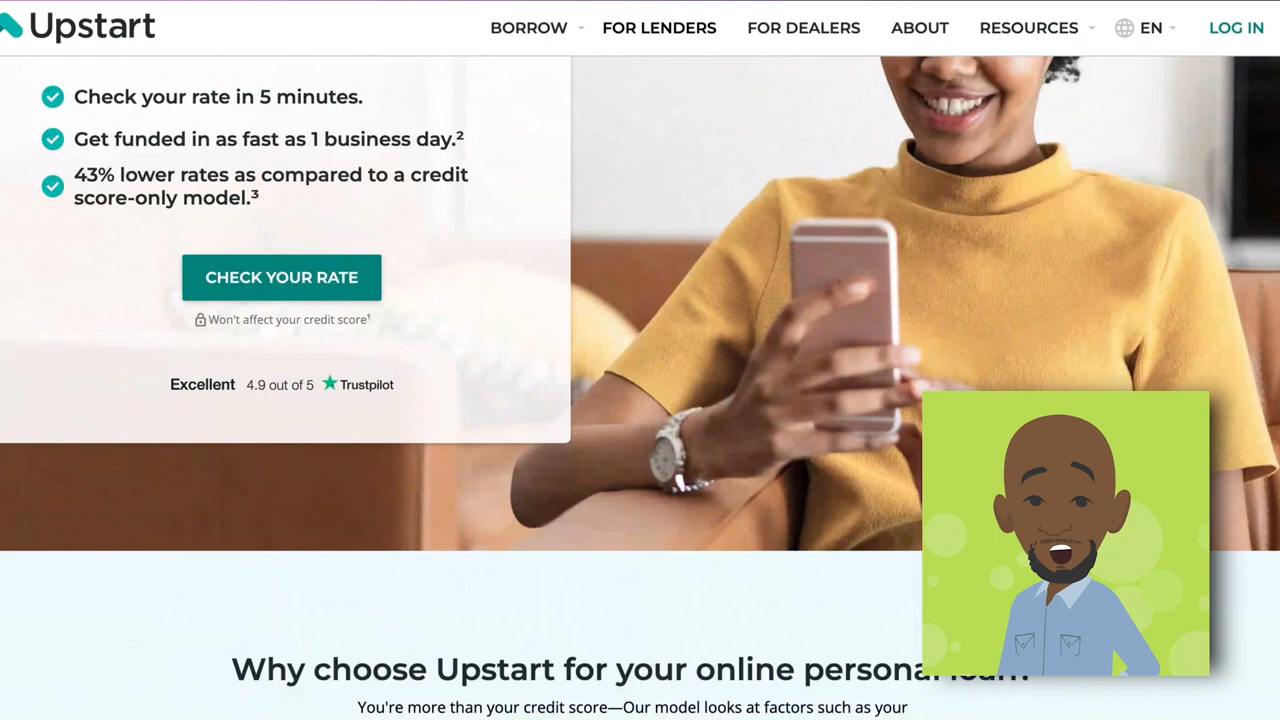 Upstart
BORROW FOR LENDERS FOR DEALERS ABOUT RESOURCES EN LOG IN
Check your rate in 5 minutes.
Get funded in as fast as 1 business day.²
43% lower rates as compared to a credit
score-only model.³
CHECK YOUR RATE
Won't affect your credit score¹
Excellent 4.9 out of 5 Trustpilot
Why choose Upstart for your online personal
You're more than your credit score—Our model looks at factors such as your